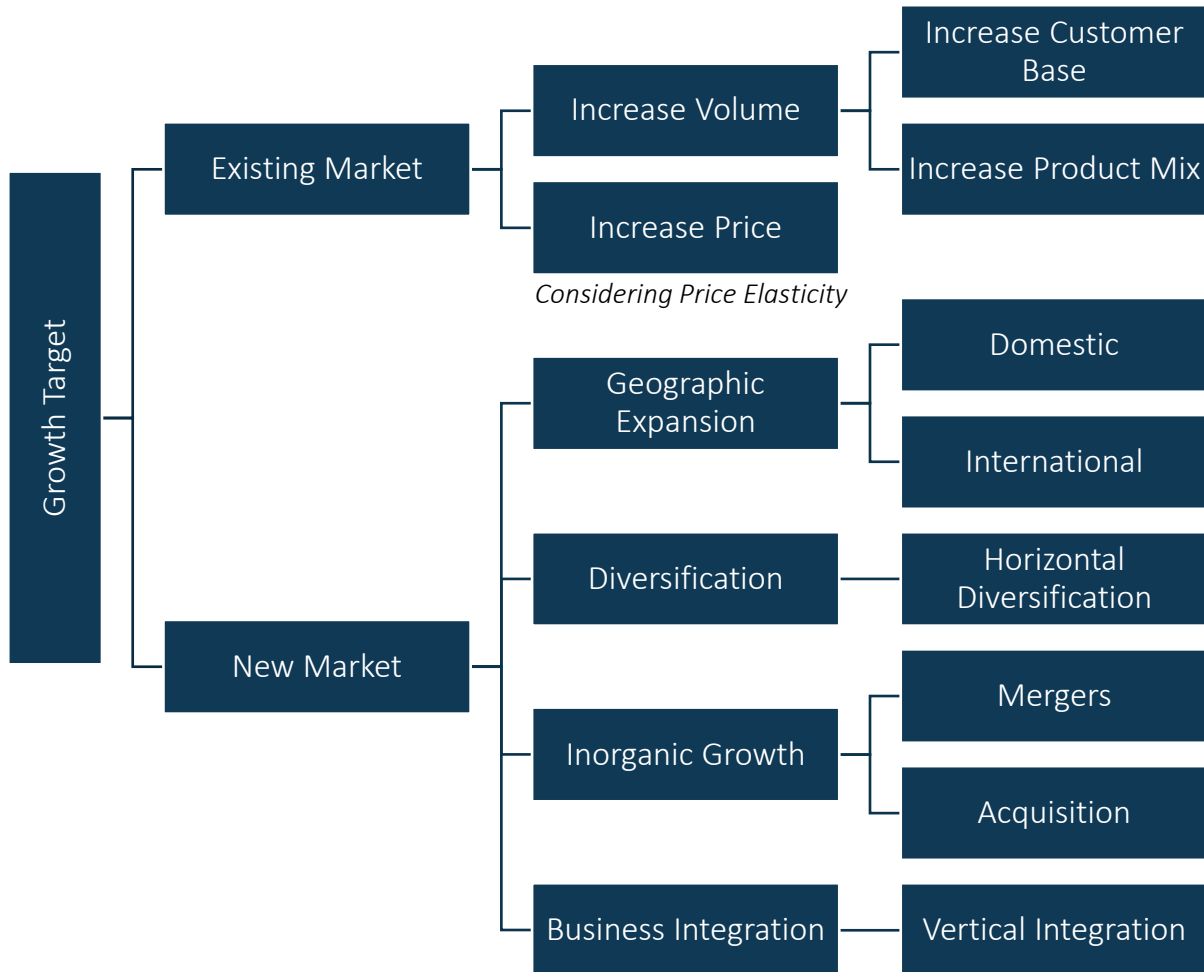 Increase Customer
Base
Increase Volume
Existing Market
Increase Product Mix
Increase Price
Considering Price Elasticity
Growth Target
Domestic
Geographic
Expansion
International
Diversification
Horizontal
Diversification
New Market
Mergers
Inorganic Growth
Acquisition
Business Integration
Vertical Integration